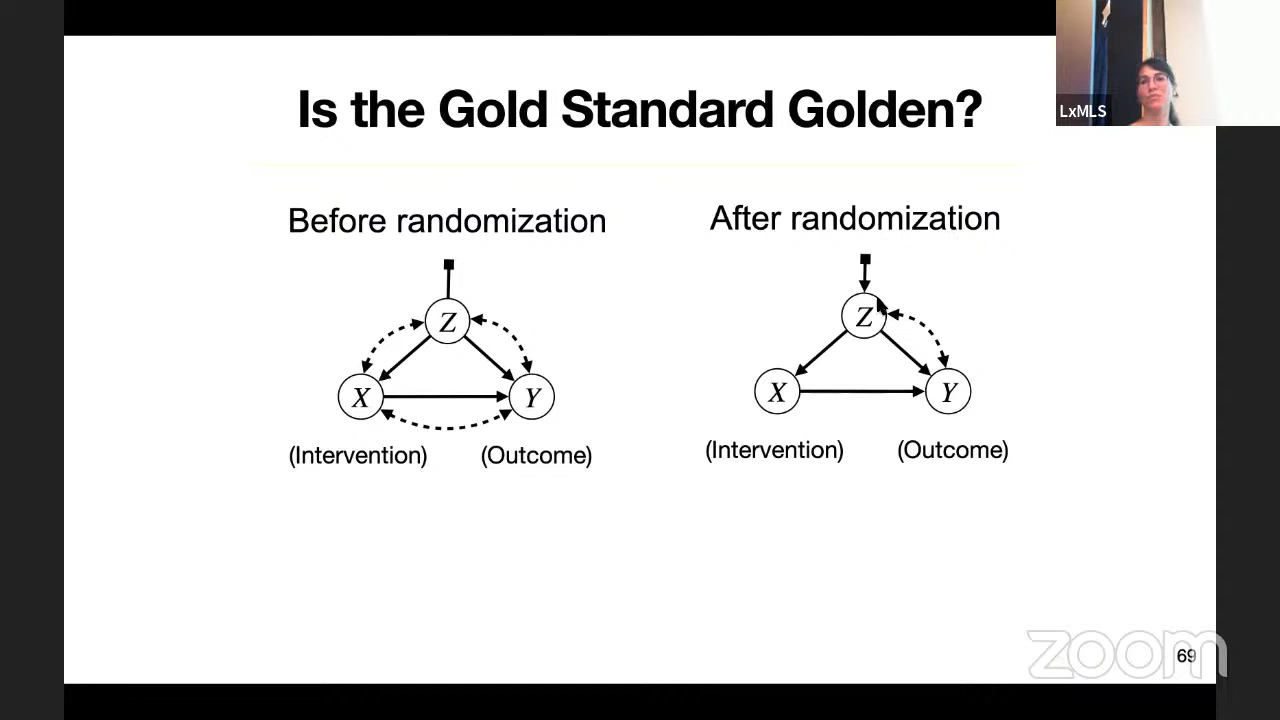 Is the Gold Standard Golden?
LxMLS
Before randomization
After randomization
Z
Z
X
Y
X
Y
(Intervention)
(Outcome)
(Intervention)
(Outcome)
zoom
69